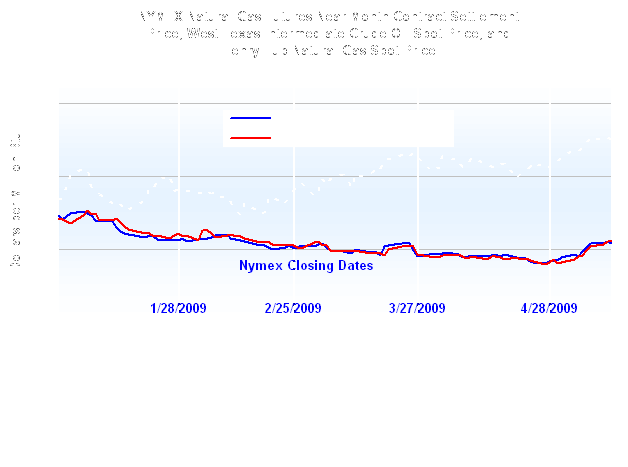 NYMEX Natural Gas Futures Near Month Contract Settlement
Price, West Texas Intermediate Crude Oil Spot Price, and
Henry Hub Natural Gas Spot Price
Nymex Closing Dates
1/28/2009
2/25/2009
3/27/2009
4/28/2009